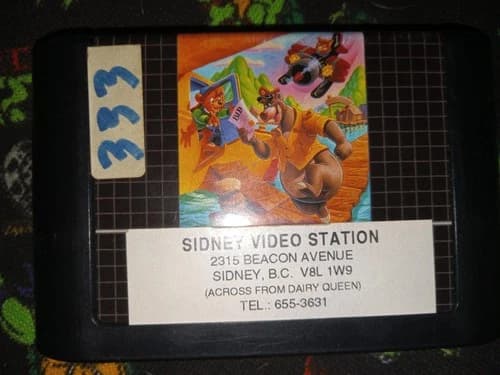 333
SIDNEY VIDEO STATION
2315 BEACON AVENUE
SIDNEY, B.C. V8L 1W9
(ACROSS FROM DAIRY QUEEN)
TEL.: 655-3631